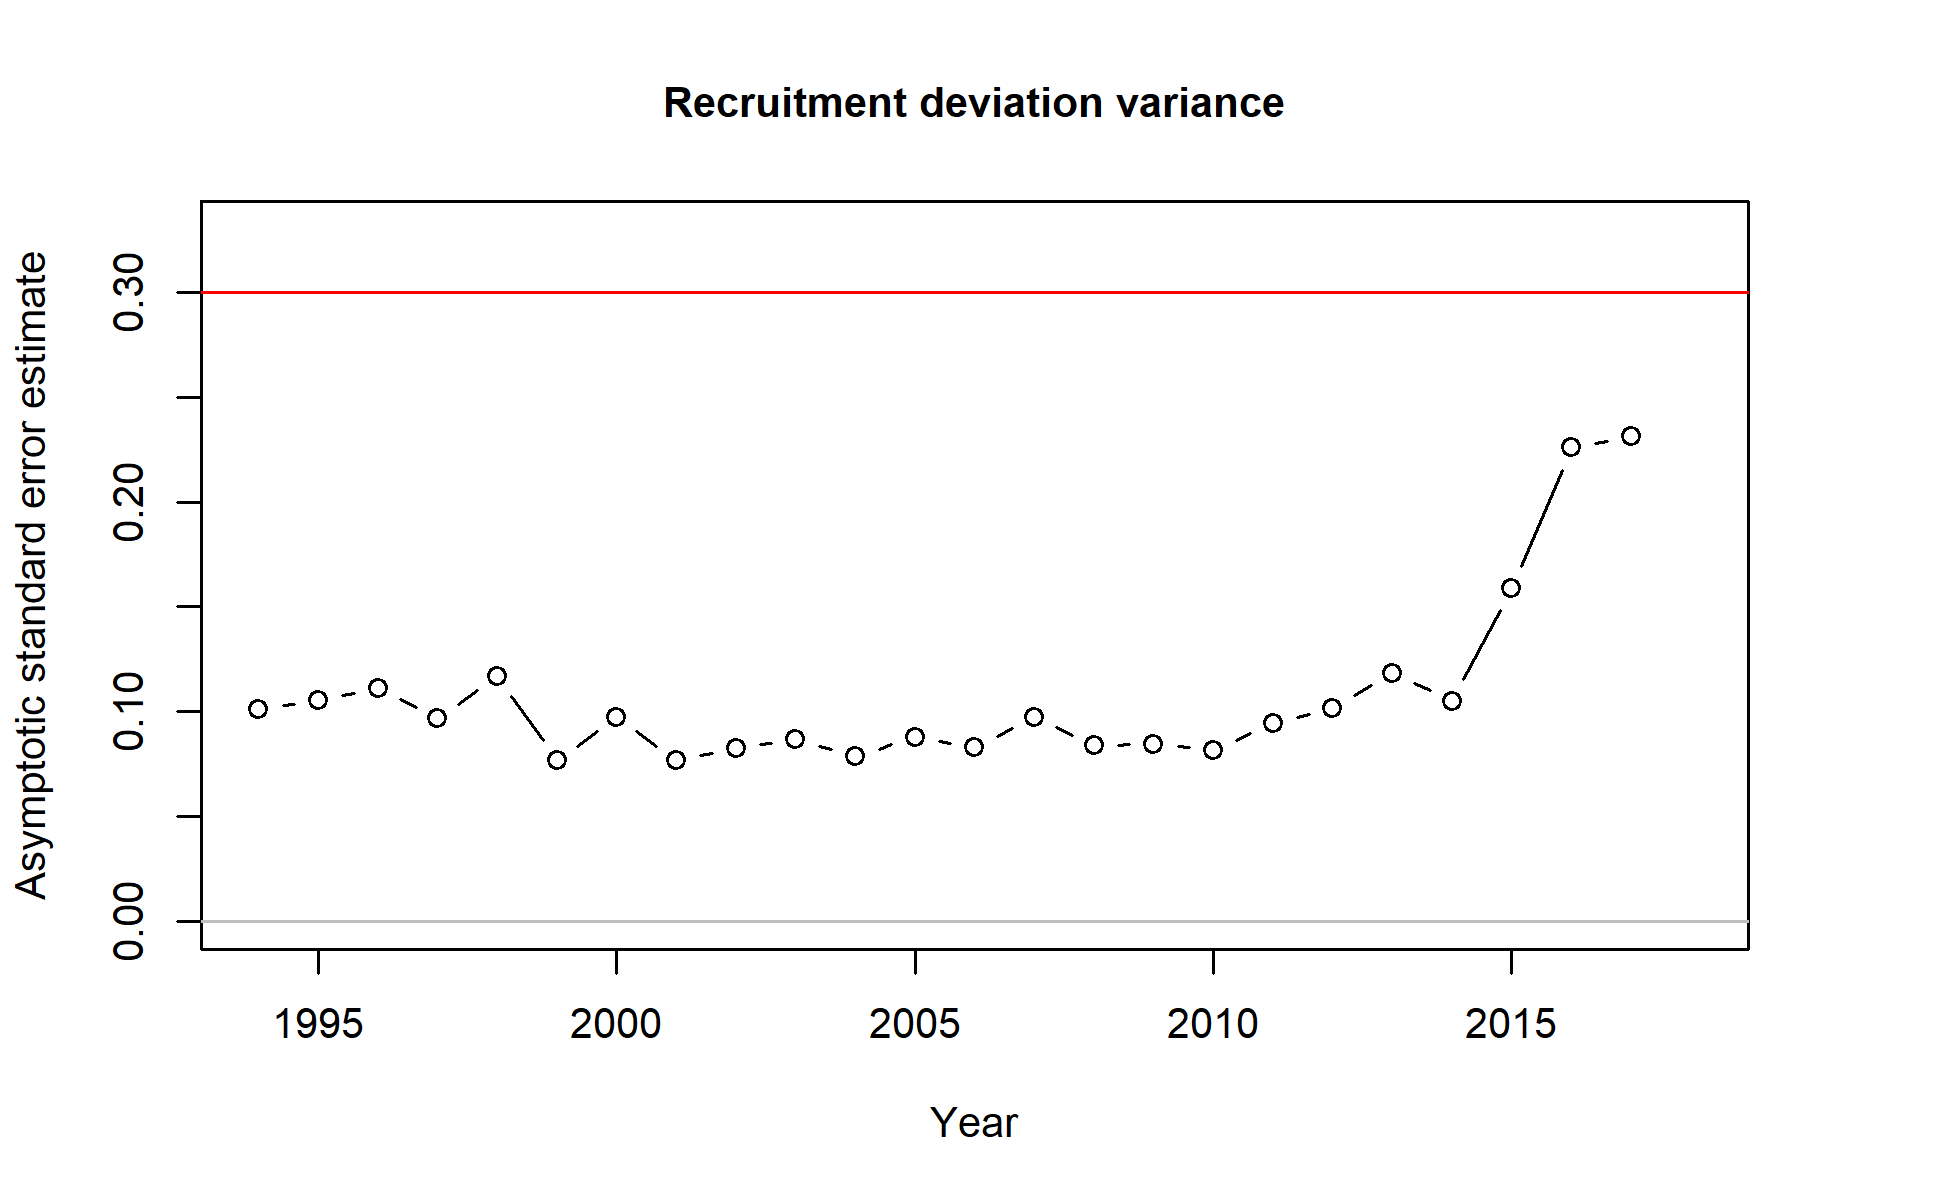 Recruitment deviation variance
Asymptotic standard error estimate
0.30
0.20
0.10
0.00
1995 2000 2005 2010 2015
Year